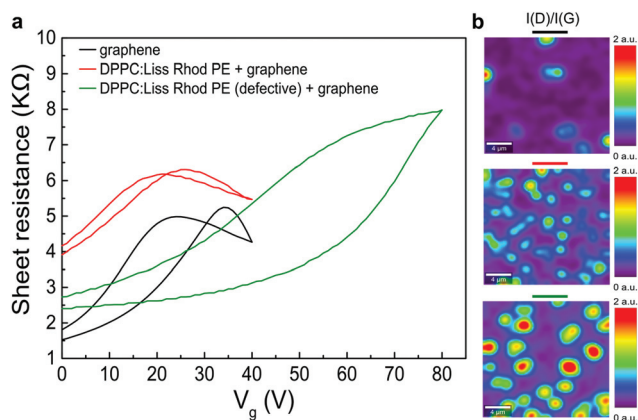 a
b
I(D)/I(G)
graphene
DPPC:Liss Rhod PE + graphene
DPPC:Liss Rhod PE (defective) + graphene
Sheet resistance (KΩ)
10
9
8
7
6
5
4
3
2
1
0
10
20
30
40
50
60
70
80
90
Vg (V)
2 a.u.
4 µm
0 a.u.
2 a.u.
4 µm
0 a.u.
2 a.u.
4 µm
0 a.u.